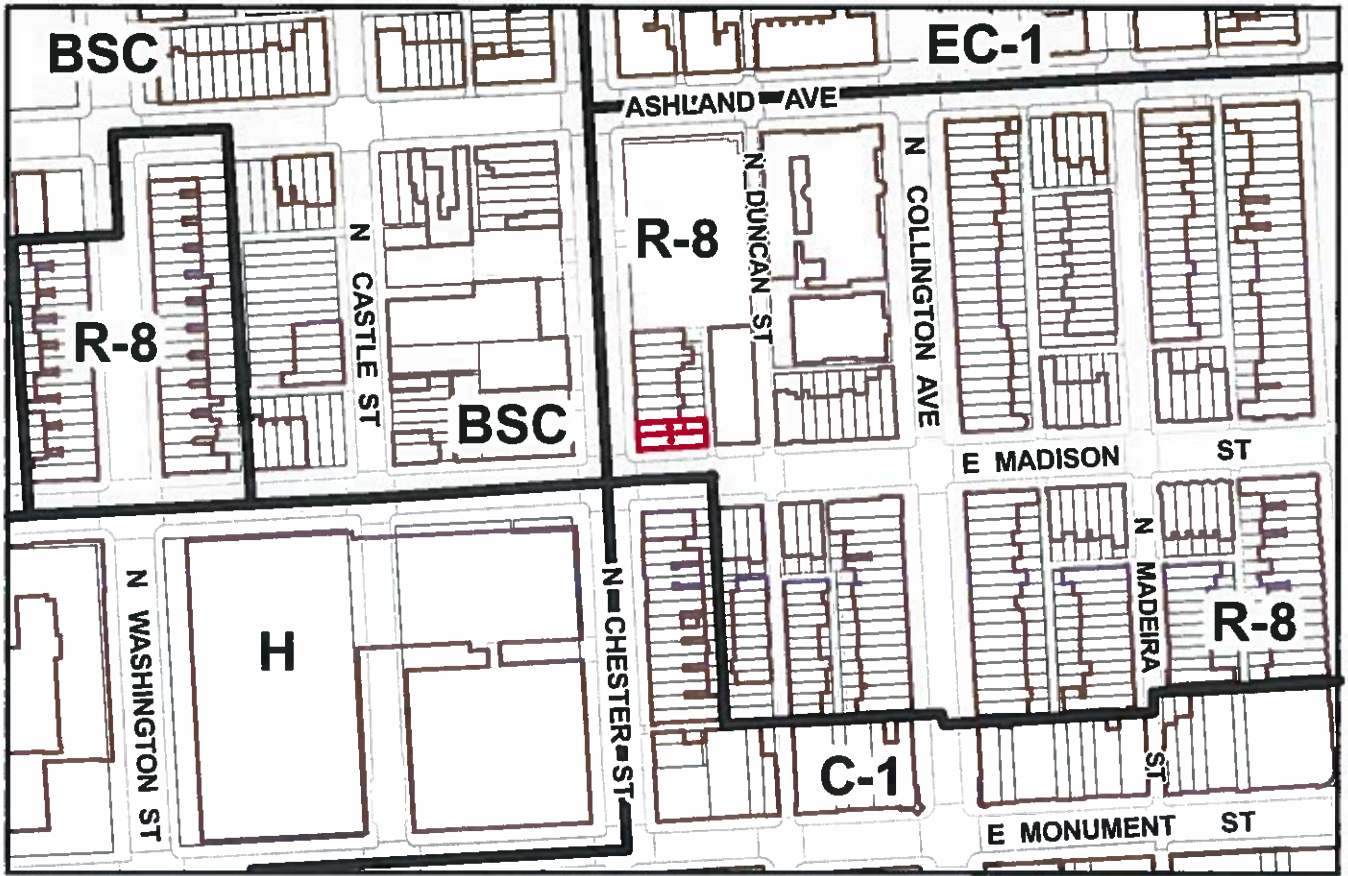 BSC
EC-1
ASHLAND AVE
N DUNCAN ST
N COLLINGTON AVE
R-8
N CASTLE ST
R-8
BSC
E MADISON ST
N WASHINGTON ST
H
N CHESTER ST
N MADEIRA ST
R-8
C-1
E MONUMENT ST